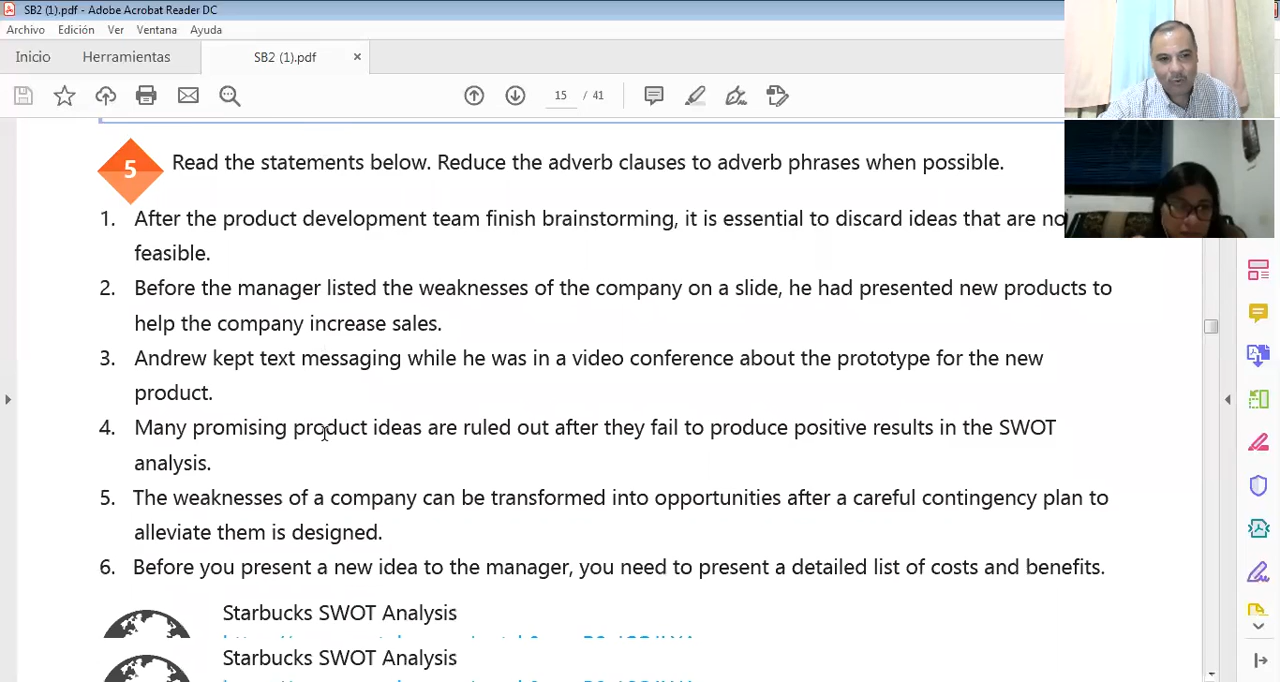 SB2 (1).pdf - Adobe Acrobat Reader DC
Archivo Edición Ver Ventana Ayuda
Inicio Herramientas SB2 (1).pdf ×
15 / 41
5 Read the statements below. Reduce the adverb clauses to adverb phrases when possible.
1. After the product development team finish brainstorming, it is essential to discard ideas that are no
feasible.
2. Before the manager listed the weaknesses of the company on a slide, he had presented new products to
help the company increase sales.
3. Andrew kept text messaging while he was in a video conference about the prototype for the new
product.
4. Many promising product ideas are ruled out after they fail to produce positive results in the SWOT
analysis.
5. The weaknesses of a company can be transformed into opportunities after a careful contingency plan to
alleviate them is designed.
6. Before you present a new idea to the manager, you need to present a detailed list of costs and benefits.
Starbucks SWOT Analysis
Starbucks SWOT Analysis